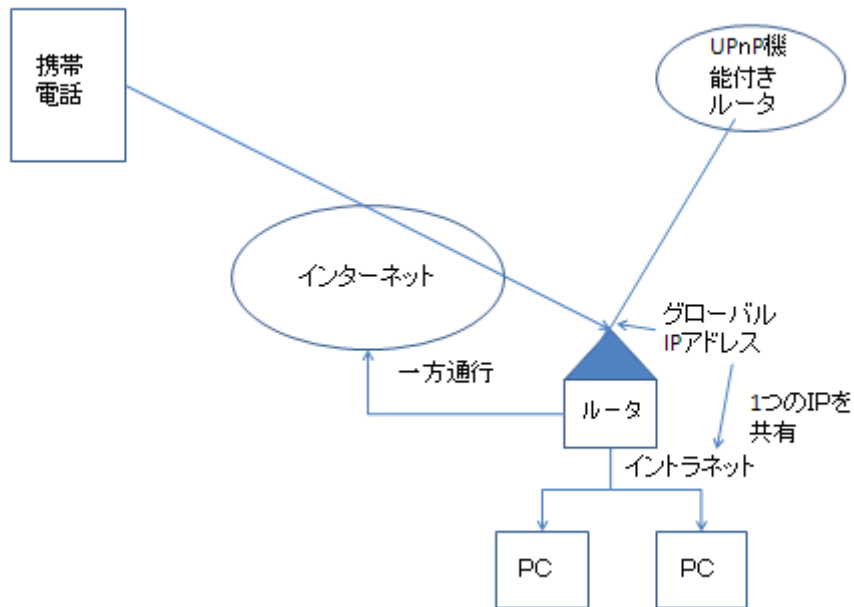 携帯
電話
UPnP機
能付き
ルータ
インターネット
グローバル
IPアドレス
一方通行
ルータ
1つのIPを
共有
イントラネット
PC
PC